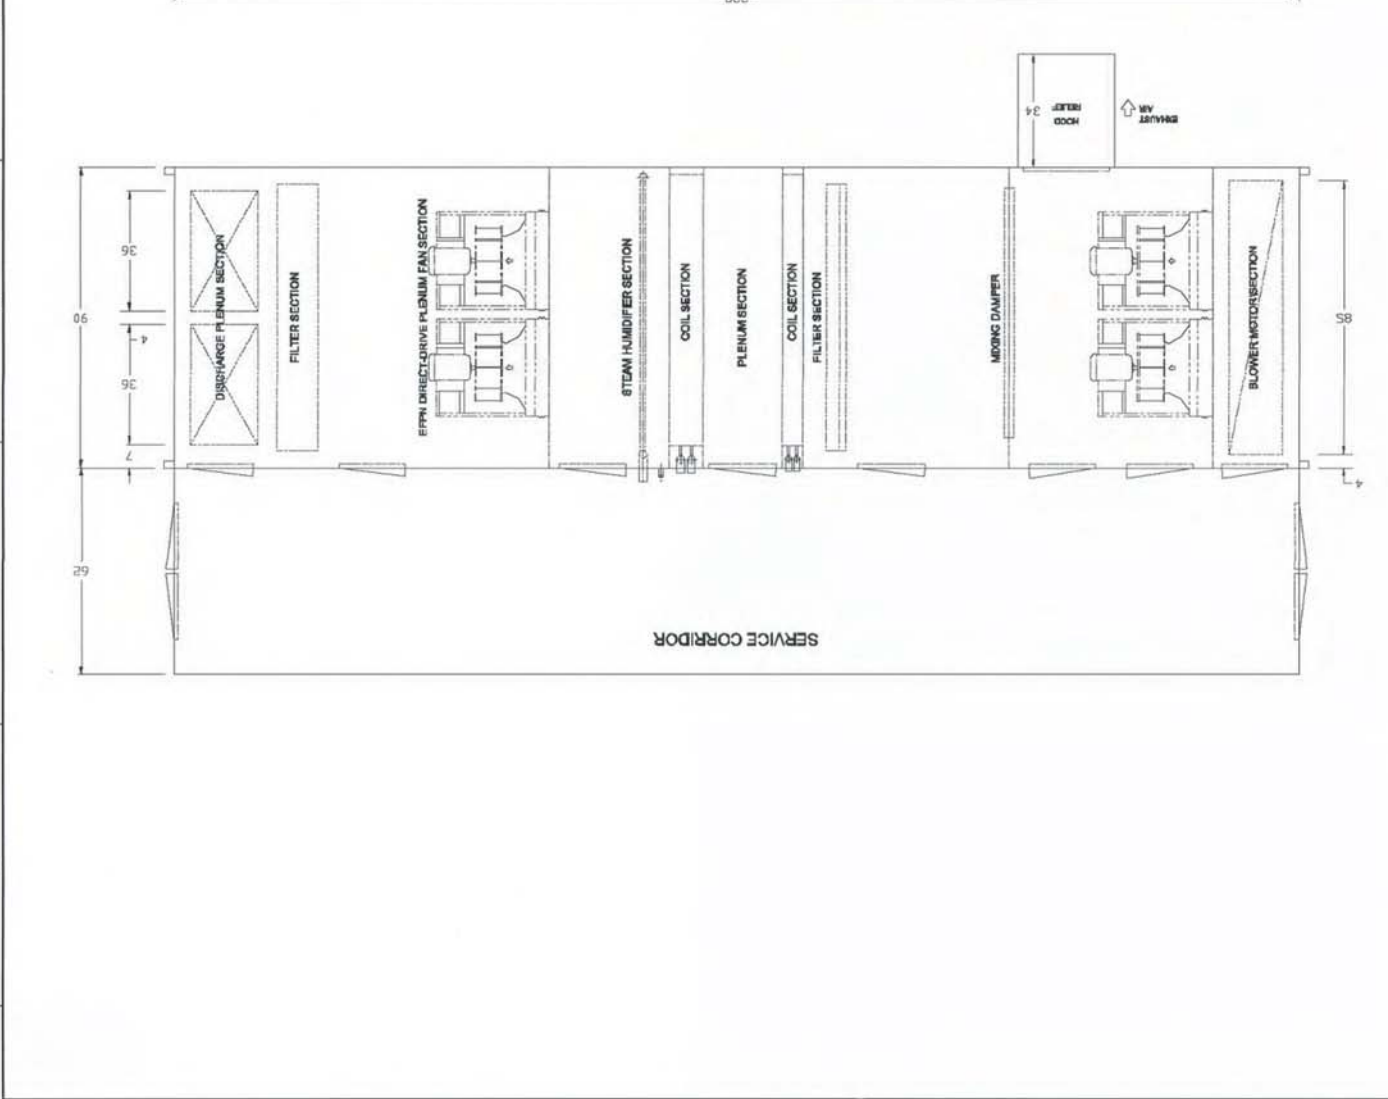 34
RELIEF
HOOD
EXHAUST
AIR
90
36
4
36
7
62
DISCHARGE PLENUM SECTION
FILTER SECTION
EFPN DIRECT-DRIVE PLENUM FAN SECTION
STEAM HUMIDIFIER SECTION
COIL SECTION
PLENUM SECTION
COIL SECTION
FILTER SECTION
MIXING DAMPER
BLOWER MOTOR SECTION
82
4
SERVICE CORRIDOR